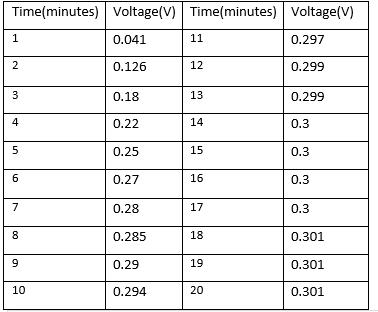 Time(minutes) Voltage(V) Time(minutes) Voltage(V)
1 0.041 11 0.297
2 0.126 12 0.299
3 0.18 13 0.299
4 0.22 14 0.3
5 0.25 15 0.3
6 0.27 16 0.3
7 0.28 17 0.3
8 0.285 18 0.301
9 0.29 19 0.301
10 0.294 20 0.301